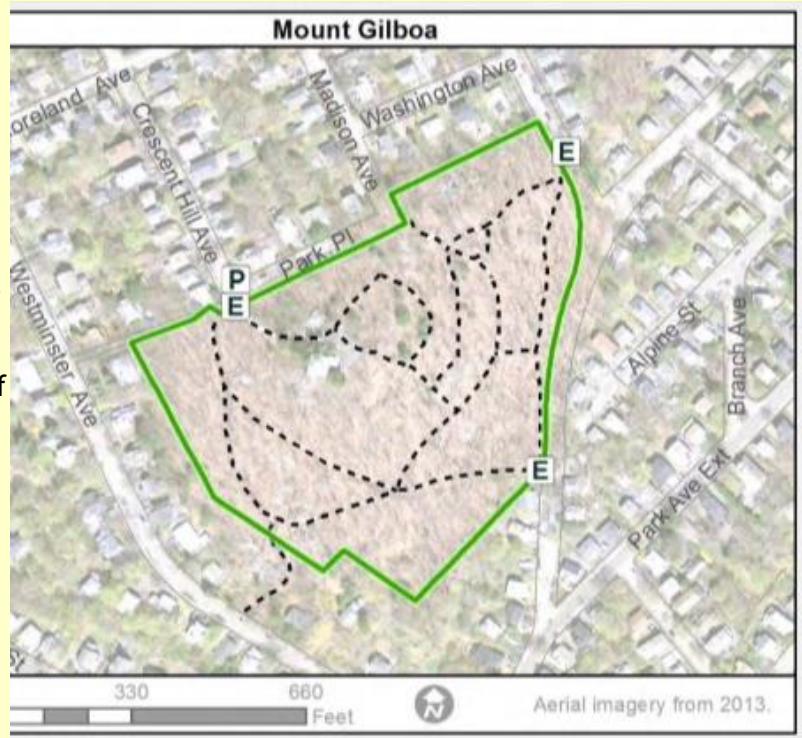 Mount Gilboa
Washington Ave
Madison Ave
oreland Ave
Crescent Hill Ave
E
Park Pl
P
E
Westminster Ave
Alpine St
Branch Ave
f
E
Park Ave Ext
St
330 660
Feet
N
Aerial imagery from 2013.